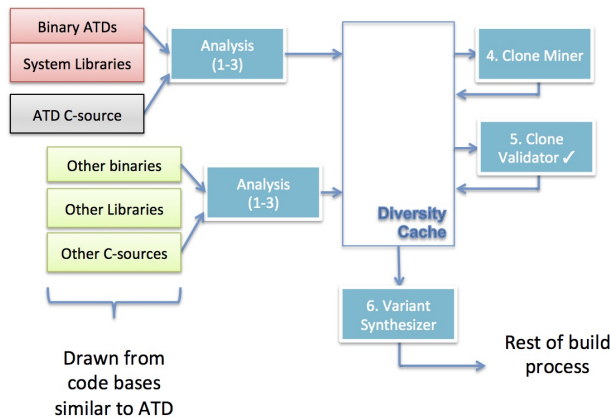 Binary ATDs
System Libraries
ATD C-source
Analysis
(1-3)
4. Clone Miner
5. Clone
Validator ✓
Other binaries
Other Libraries
Other C-sources
Analysis
(1-3)
Diversity
Cache
6. Variant
Synthesizer
Rest of build
process
Drawn from
code bases
similar to ATD